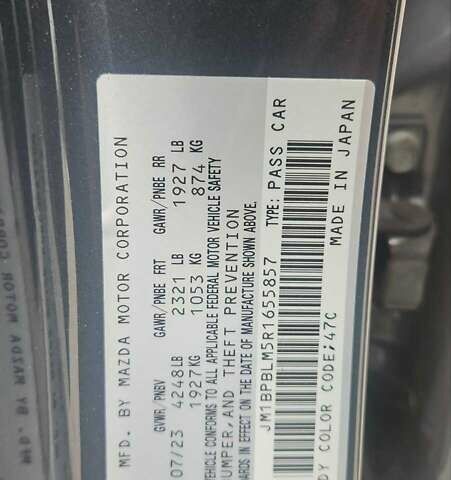 MFD. BY MAZDA MOTOR CORPORATION
GVWR/PNBV GAWR/PNBE FRT GAWR/PNBE RR
07/23 4248LB 2321 LB 1927 LB
1927KG 1053 KG 874 KG
VEHICLE CONFORMS TO ALL APPLICABLE FEDERAL MOTOR VEHICLE SAFETY
UMPER, AND THEFT PREVENTION
IN EFFECT ON THE DATE OF MANUFACTURE SHOWN ABOVE.
JM1BPBLM5R1655857 TYPE: PASS CAR
DY COLOR CODE;47C MADE IN JAPAN